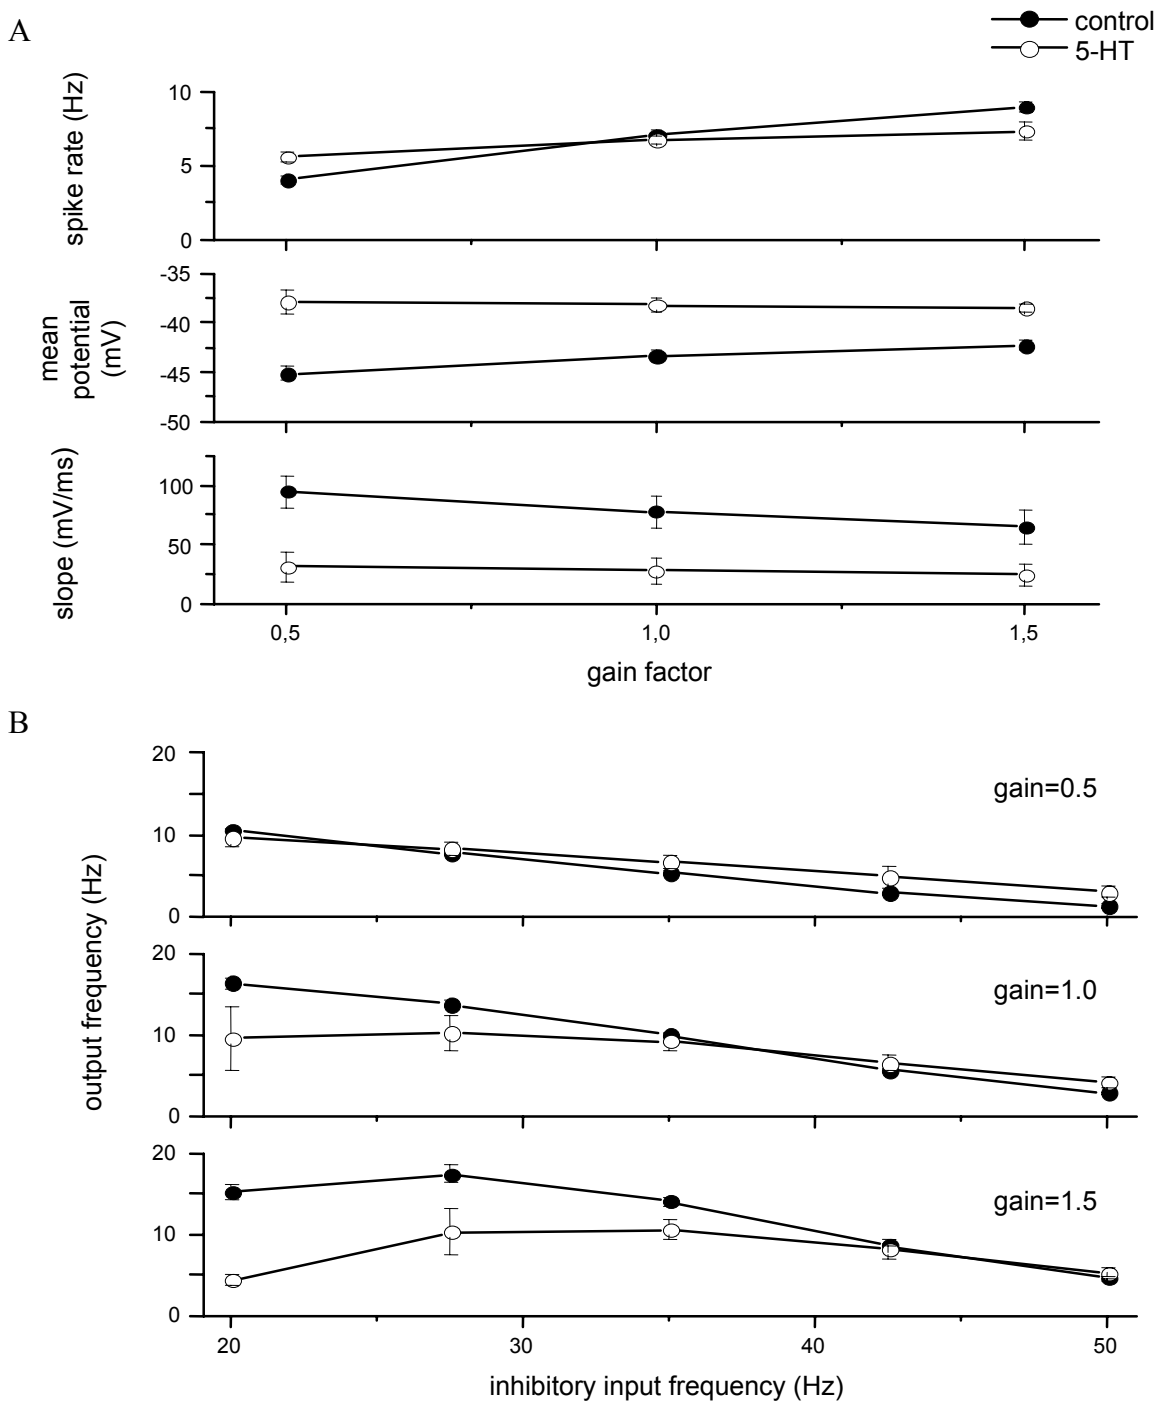 A
control
5-HT
spike rate (Hz)
10
5
0
mean
potential
(mV)
-35
-40
-45
-50
slope (mV/ms)
100
50
0
0,5
1,0
1,5
gain factor
B
output frequency (Hz)
20
10
0
gain=0.5
20
10
0
gain=1.0
20
10
0
gain=1.5
20
30
40
50
inhibitory input frequency (Hz)